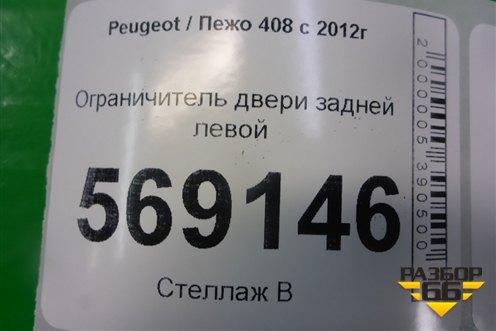 Peugeot / Пежо 408 с 2012г
Ограничитель двери задней
левой
569146
Стеллаж В
2000005390500
РАЗБОР
66